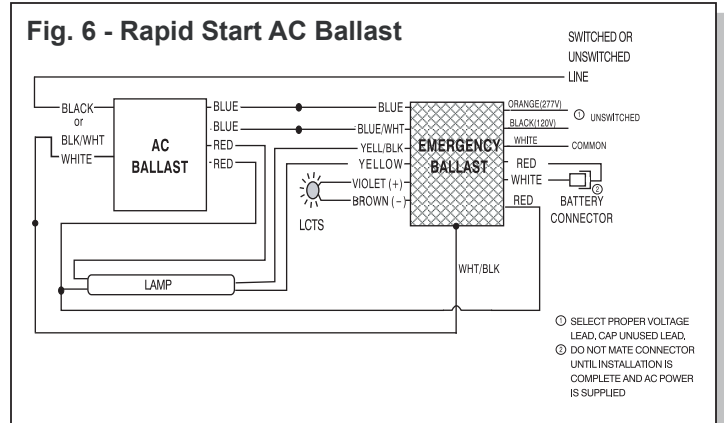 Fig. 6 - Rapid Start AC Ballast
SWITCHED OR
UNSWITCHED
LINE
BLACK
or
BLK/WHT
WHITE
AC
BALLAST
BLUE
BLUE
RED
RED
BLUE
BLUE/WHT
YELL/BLK
YELLOW
VIOLET (+)
BROWN (−)
LCTS
EMERGENCY
BALLAST
ORANGE(277V)
① UNSWITCHED
BLACK(120V)
WHITE
COMMON
RED
WHITE
②
RED
BATTERY
CONNECTOR
WHT/BLK
LAMP
① SELECT PROPER VOLTAGE
LEAD, CAP UNUSED LEAD,
② DO NOT MATE CONNECTOR
UNTIL INSTALLATION IS
COMPLETE AND AC POWER
IS SUPPLIED